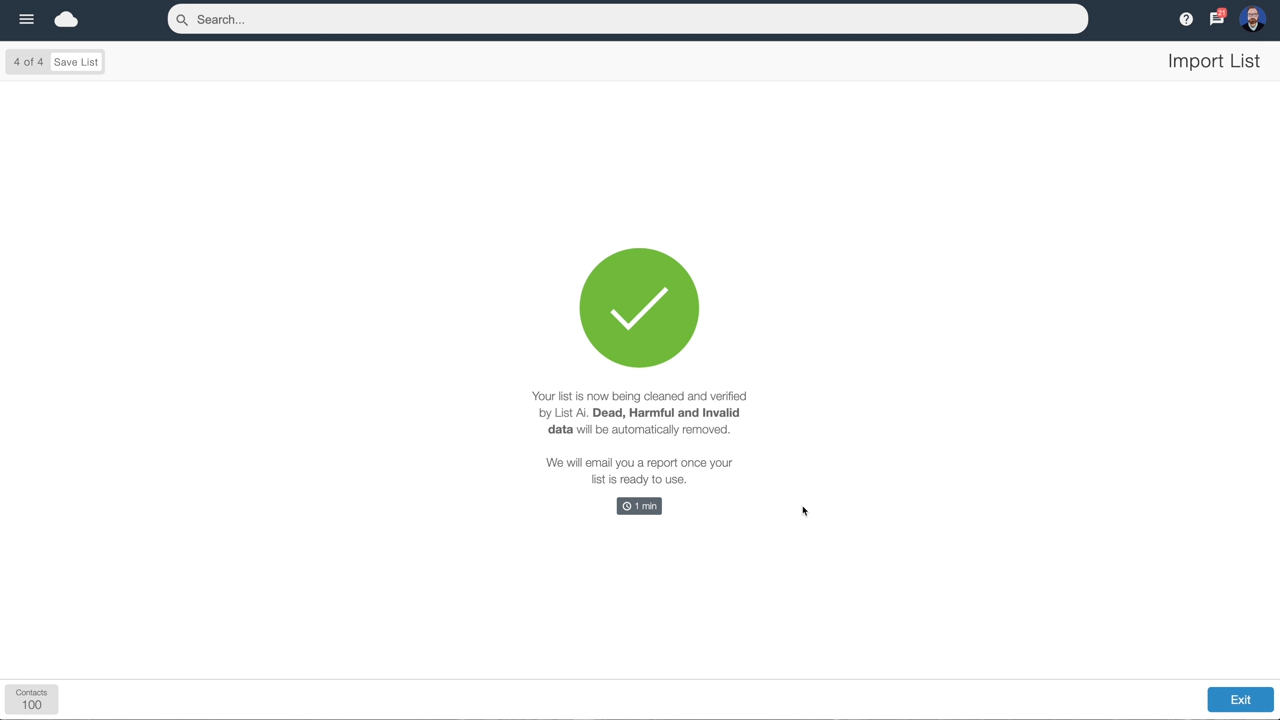 Search...
21
4 of 4 Save List
Import List
Your list is now being cleaned and verified
by List Ai. Dead, Harmful and Invalid
data will be automatically removed.
We will email you a report once your
list is ready to use.
1 min
Contacts
100
Exit